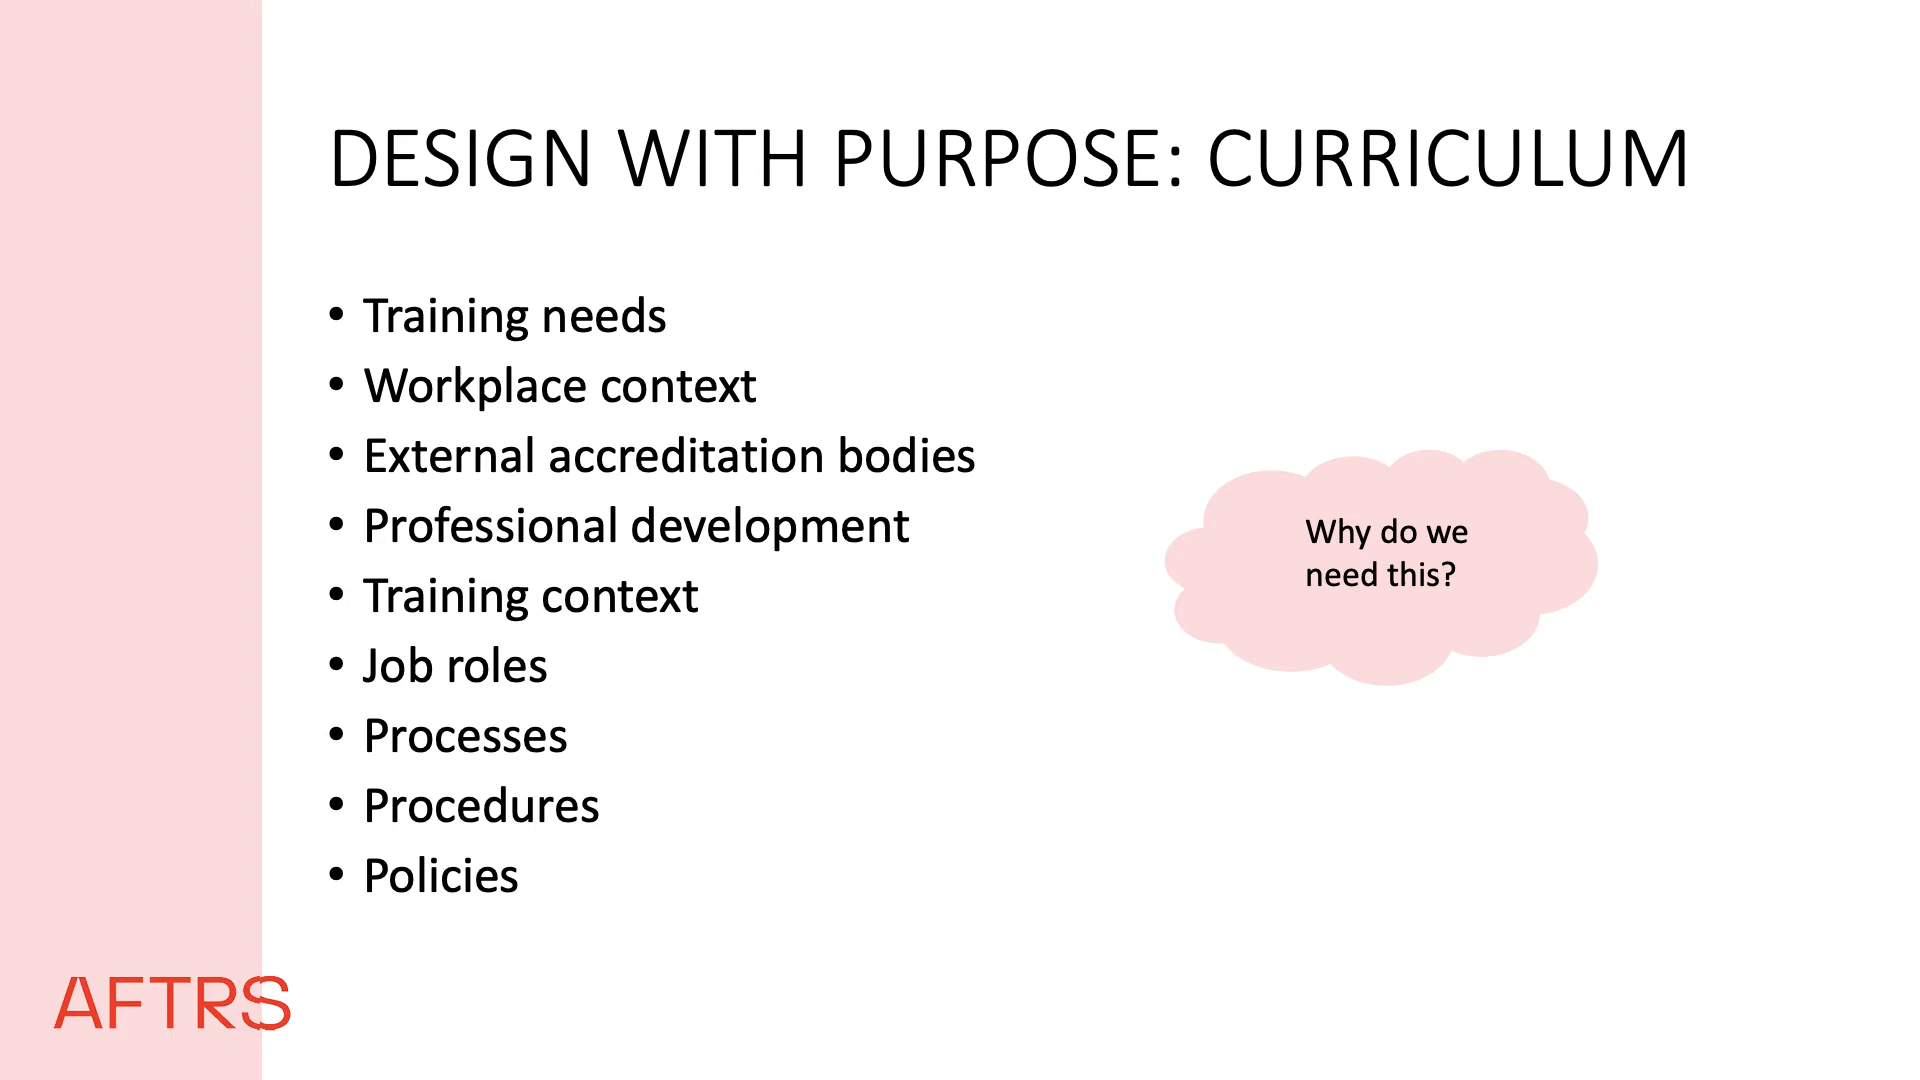 DESIGN WITH PURPOSE: CURRICULUM
• Training needs
• Workplace context
• External accreditation bodies
• Professional development
• Training context
• Job roles
• Processes
• Procedures
• Policies
Why do we
need this?
AFTRS